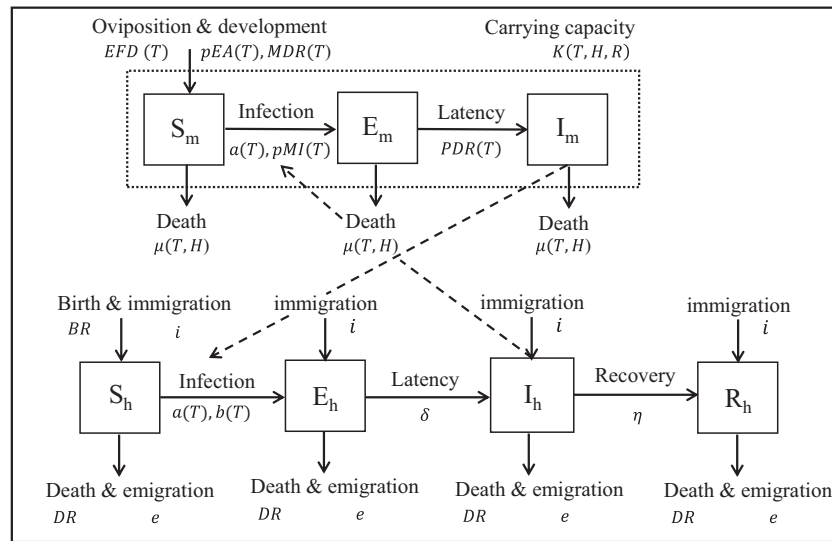 Oviposition & development Carrying capacity
EFD (T) pEA(T), MDR(T) K(T, H, R)
Infection Latency
S_m E_m I_m
a(T), pMI(T) PDR(T)
Death Death Death
μ(T, H) μ(T, H) μ(T, H)
Birth & immigration immigration immigration immigration
BR i i i i
Infection Latency Recovery
S_h E_h I_h R_h
a(T), b(T) δ η
Death & emigration Death & emigration Death & emigration Death & emigration
DR e DR e DR e DR e